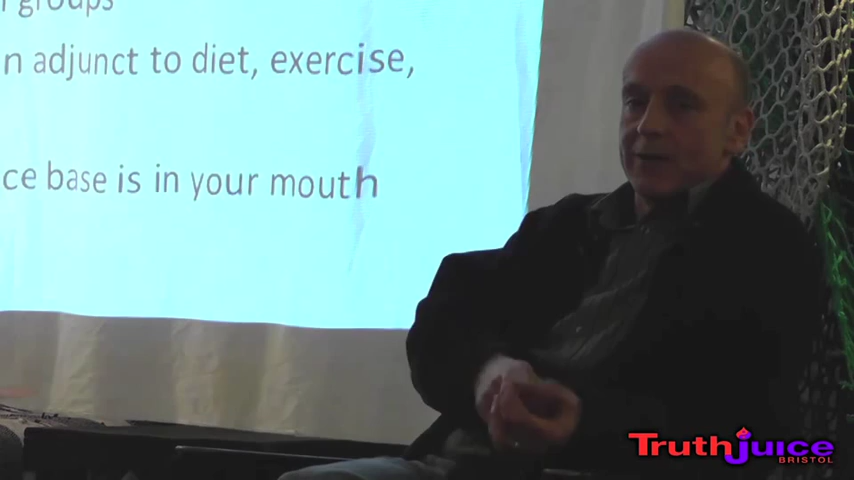 groups
n adjunct to diet, exercise,
ce base is in your mouth
Truthjuice
BRISTOL